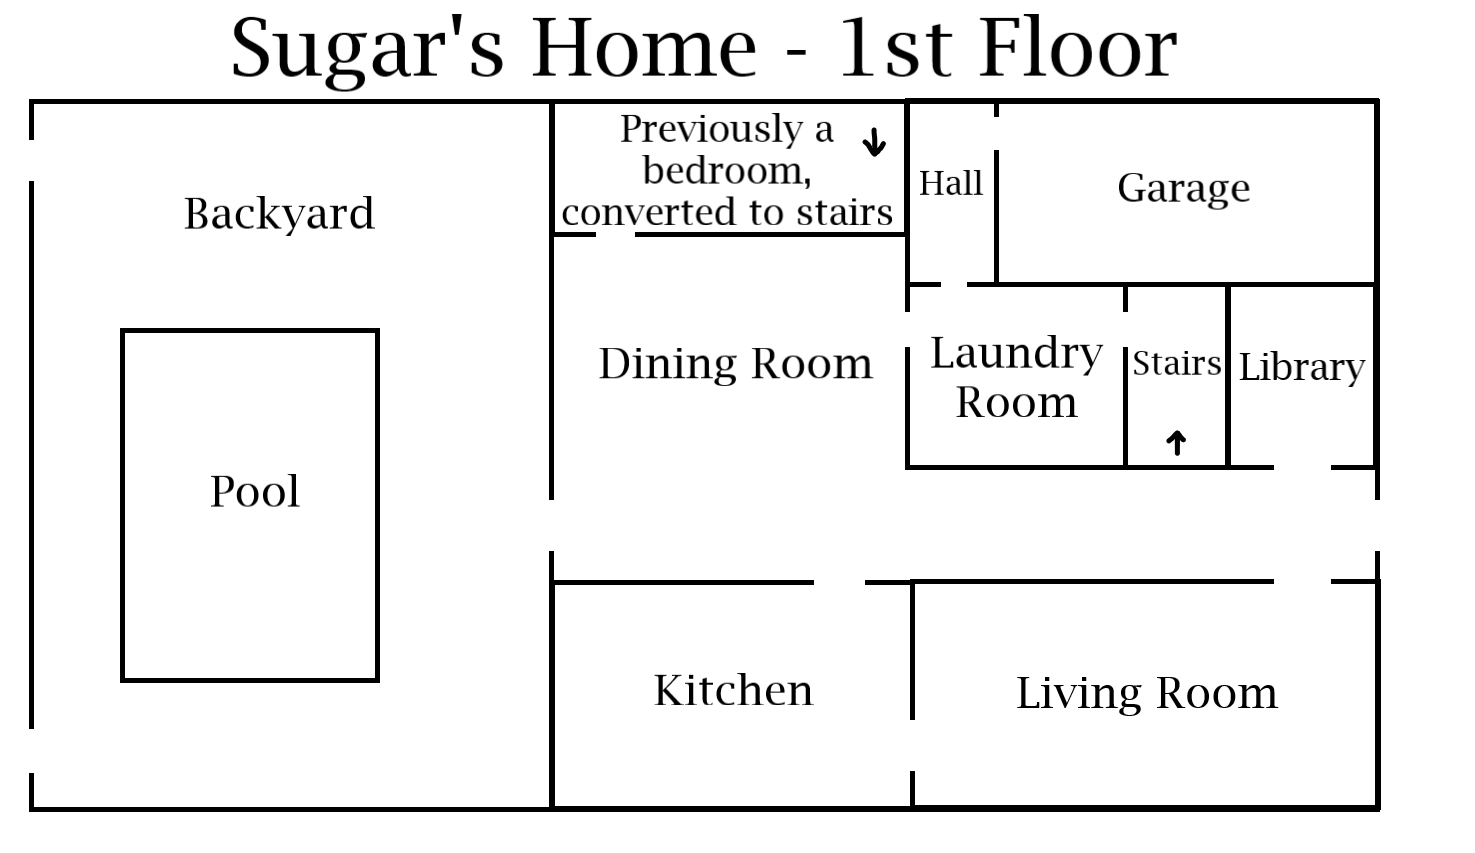 Sugar's Home - 1st Floor
Previously a
bedroom,
converted to stairs
Hall
Garage
Backyard
Dining Room
Laundry
Room
Stairs
Library
Pool
Kitchen
Living Room